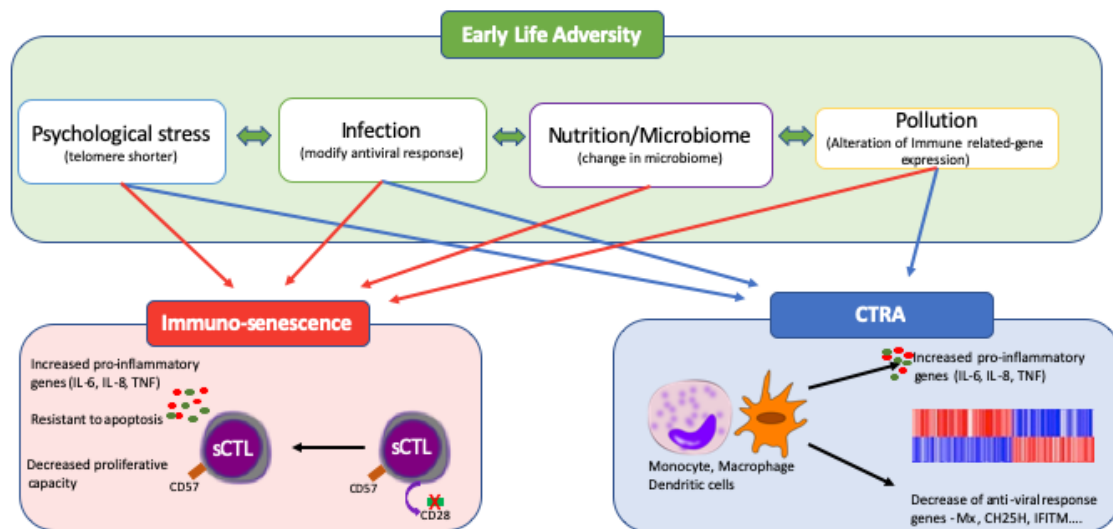 Early Life Adversity
Psychological stress
(telomere shorter)
Infection
(modify antiviral response)
Nutrition/Microbiome
(change in microbiome)
Pollution
(Alteration of Immune related-gene
expression)
Immuno-senescence
Increased pro-inflammatory
genes (IL-6, IL-8, TNF)
Resistant to apoptosis
Decreased proliferative
capacity
sCTL
CD57
sCTL
CD57
CD28
CTRA
Monocyte, Macrophage
Dendritic cells
Increased pro-inflammatory
genes (IL-6, IL-8, TNF)
Decrease of anti-viral response
genes - Mx, CH25H, IFITM....